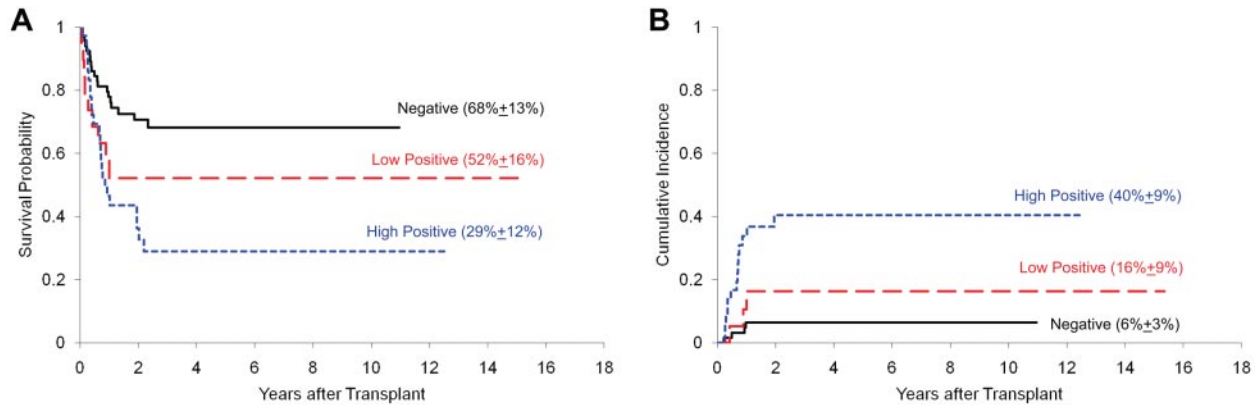 A
Survival Probability
1
0.8
0.6
0.4
0.2
0
Negative (68%±13%)
Low Positive (52%±16%)
High Positive (29%±12%)
0 2 4 6 8 10 12 14 16 18
Years after Transplant
B
Cumulative Incidence
1
0.8
0.6
0.4
0.2
0
High Positive (40%±9%)
Low Positive (16%±9%)
Negative (6%±3%)
0 2 4 6 8 10 12 14 16 18
Years after Transplant